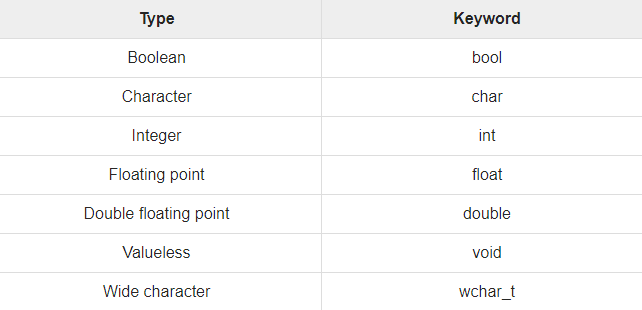 Type Keyword
Boolean bool
Character char
Integer int
Floating point float
Double floating point double
Valueless void
Wide character wchar_t